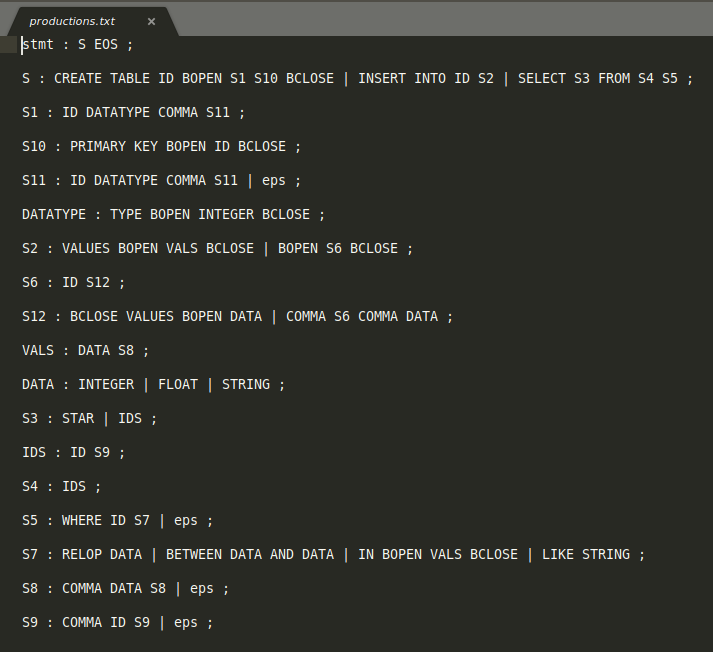 productions.txt ×
stmt : S EOS ;
S : CREATE TABLE ID BOPEN S1 S10 BCLOSE | INSERT INTO ID S2 | SELECT S3 FROM S4 S5 ;
S1 : ID DATATYPE COMMA S11 ;
S10 : PRIMARY KEY BOPEN ID BCLOSE ;
S11 : ID DATATYPE COMMA S11 | eps ;
DATATYPE : TYPE BOPEN INTEGER BCLOSE ;
S2 : VALUES BOPEN VALS BCLOSE | BOPEN S6 BCLOSE ;
S6 : ID S12 ;
S12 : BCLOSE VALUES BOPEN DATA | COMMA S6 COMMA DATA ;
VALS : DATA S8 ;
DATA : INTEGER | FLOAT | STRING ;
S3 : STAR | IDS ;
IDS : ID S9 ;
S4 : IDS ;
S5 : WHERE ID S7 | eps ;
S7 : RELOP DATA | BETWEEN DATA AND DATA | IN BOPEN VALS BCLOSE | LIKE STRING ;
S8 : COMMA DATA S8 | eps ;
S9 : COMMA ID S9 | eps ;